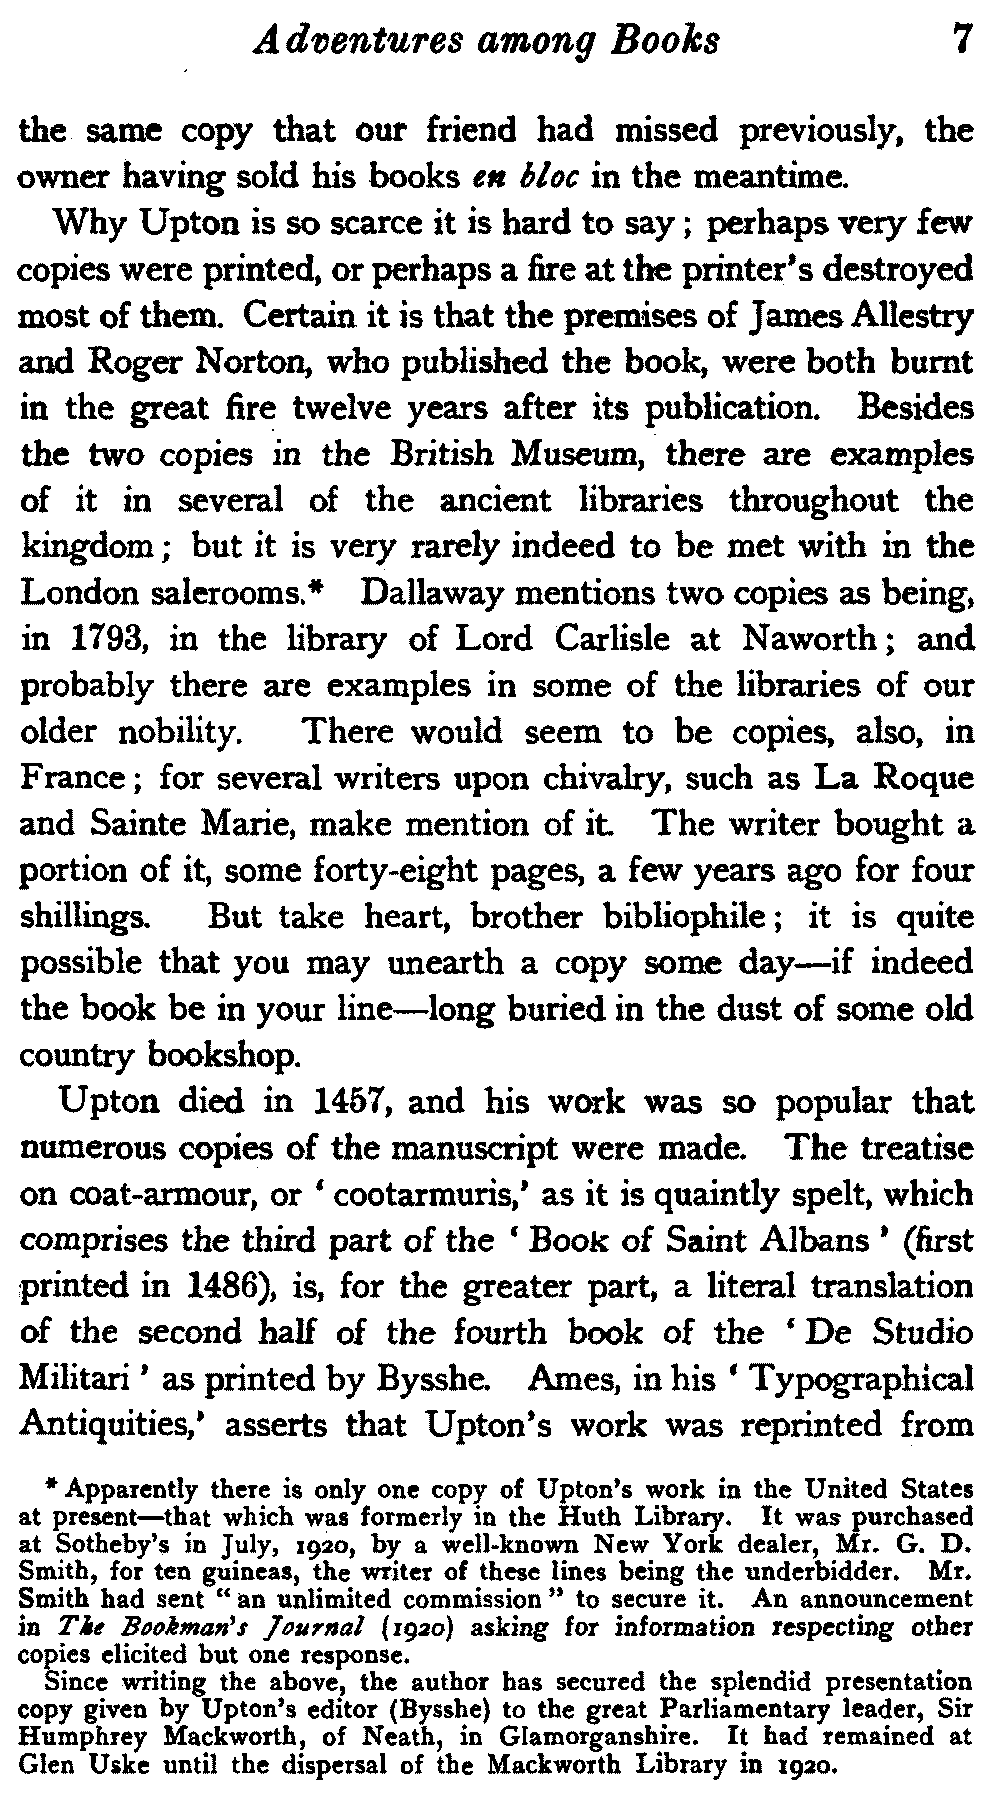 Adventures among Books 7
the same copy that our friend had missed previously, the
owner having sold his books en bloc in the meantime.
Why Upton is so scarce it is hard to say ; perhaps very few
copies were printed, or perhaps a fire at the printer's destroyed
most of them. Certain it is that the premises of James Allestry
and Roger Norton, who published the book, were both burnt
in the great fire twelve years after its publication. Besides
the two copies in the British Museum, there are examples
of it in several of the ancient libraries throughout the
kingdom ; but it is very rarely indeed to be met with in the
London salerooms.* Dallaway mentions two copies as being,
in 1793, in the library of Lord Carlisle at Naworth ; and
probably there are examples in some of the libraries of our
older nobility. There would seem to be copies, also, in
France ; for several writers upon chivalry, such as La Roque
and Sainte Marie, make mention of it. The writer bought a
portion of it, some forty-eight pages, a few years ago for four
shillings. But take heart, brother bibliophile ; it is quite
possible that you may unearth a copy some day—if indeed
the book be in your line—long buried in the dust of some old
country bookshop.
Upton died in 1457, and his work was so popular that
numerous copies of the manuscript were made. The treatise
on coat-armour, or ' cootarmuris,' as it is quaintly spelt, which
comprises the third part of the ' Book of Saint Albans ' (first
printed in 1486), is, for the greater part, a literal translation
of the second half of the fourth book of the ' De Studio
Militari ' as printed by Bysshe. Ames, in his ' Typographical
Antiquities,' asserts that Upton's work was reprinted from
* Apparently there is only one copy of Upton's work in the United States
at present—that which was formerly in the Huth Library. It was purchased
at Sotheby's in July, 1920, by a well-known New York dealer, Mr. G. D.
Smith, for ten guineas, the writer of these lines being the underbidder. Mr.
Smith had sent " an unlimited commission " to secure it. An announcement
in The Bookman's Journal (1920) asking for information respecting other
copies elicited but one response.
Since writing the above, the author has secured the splendid presentation
copy given by Upton's editor (Bysshe) to the great Parliamentary leader, Sir
Humphrey Mackworth, of Neath, in Glamorganshire. It had remained at
Glen Uske until the dispersal of the Mackworth Library in 1920.